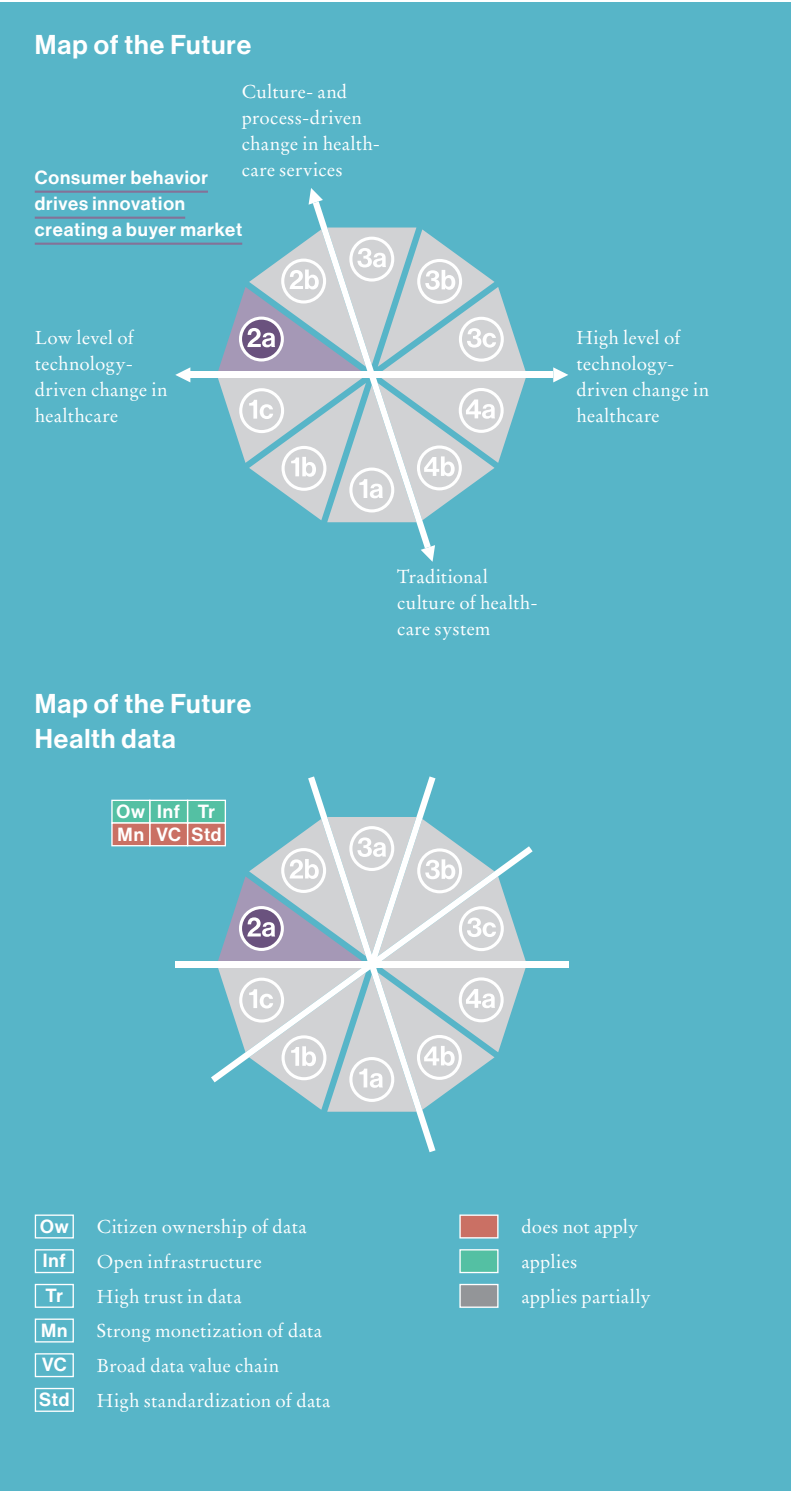 Map of the Future
Culture- and
process-driven
change in health-
care services
Consumer behavior
drives innovation
creating a buyer market
3a
2b
3b
2a
3c
Low level of
technology-
driven change in
healthcare
High level of
technology-
driven change in
healthcare
1c
4a
1b
4b
1a
Traditional
culture of health-
care system
Map of the Future
Health data
Ow Inf Tr
Mn VC Std
3a
2b
3b
2a
3c
1c
4a
1b
4b
1a
Ow Citizen ownership of data
Inf Open infrastructure
Tr High trust in data
Mn Strong monetization of data
VC Broad data value chain
Std High standardization of data
does not apply
applies
applies partially